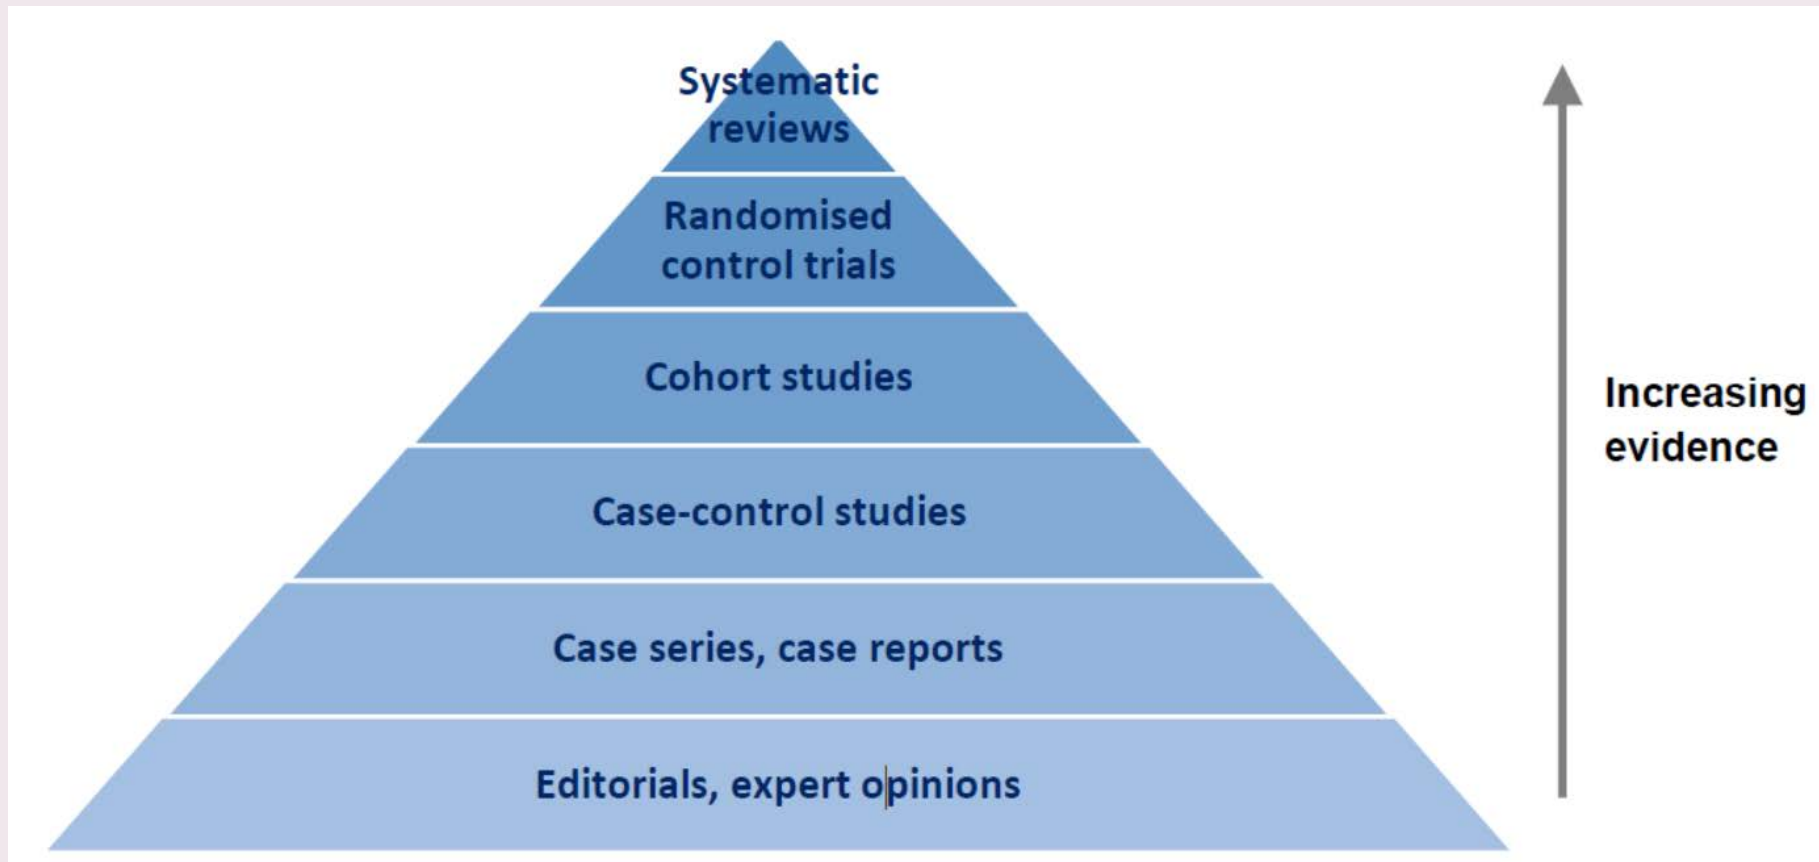 Systematic
reviews
Randomised
control trials
Cohort studies
Case-control studies
Case series, case reports
Editorials, expert opinions
Increasing
evidence